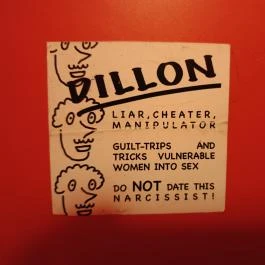 DILLON
LIAR, CHEATER,
MANIPULATOR
GUILT-TRIPS AND
TRICKS VULNERABLE
WOMEN INTO SEX
DO NOT DATE THIS
NARCISSIST!